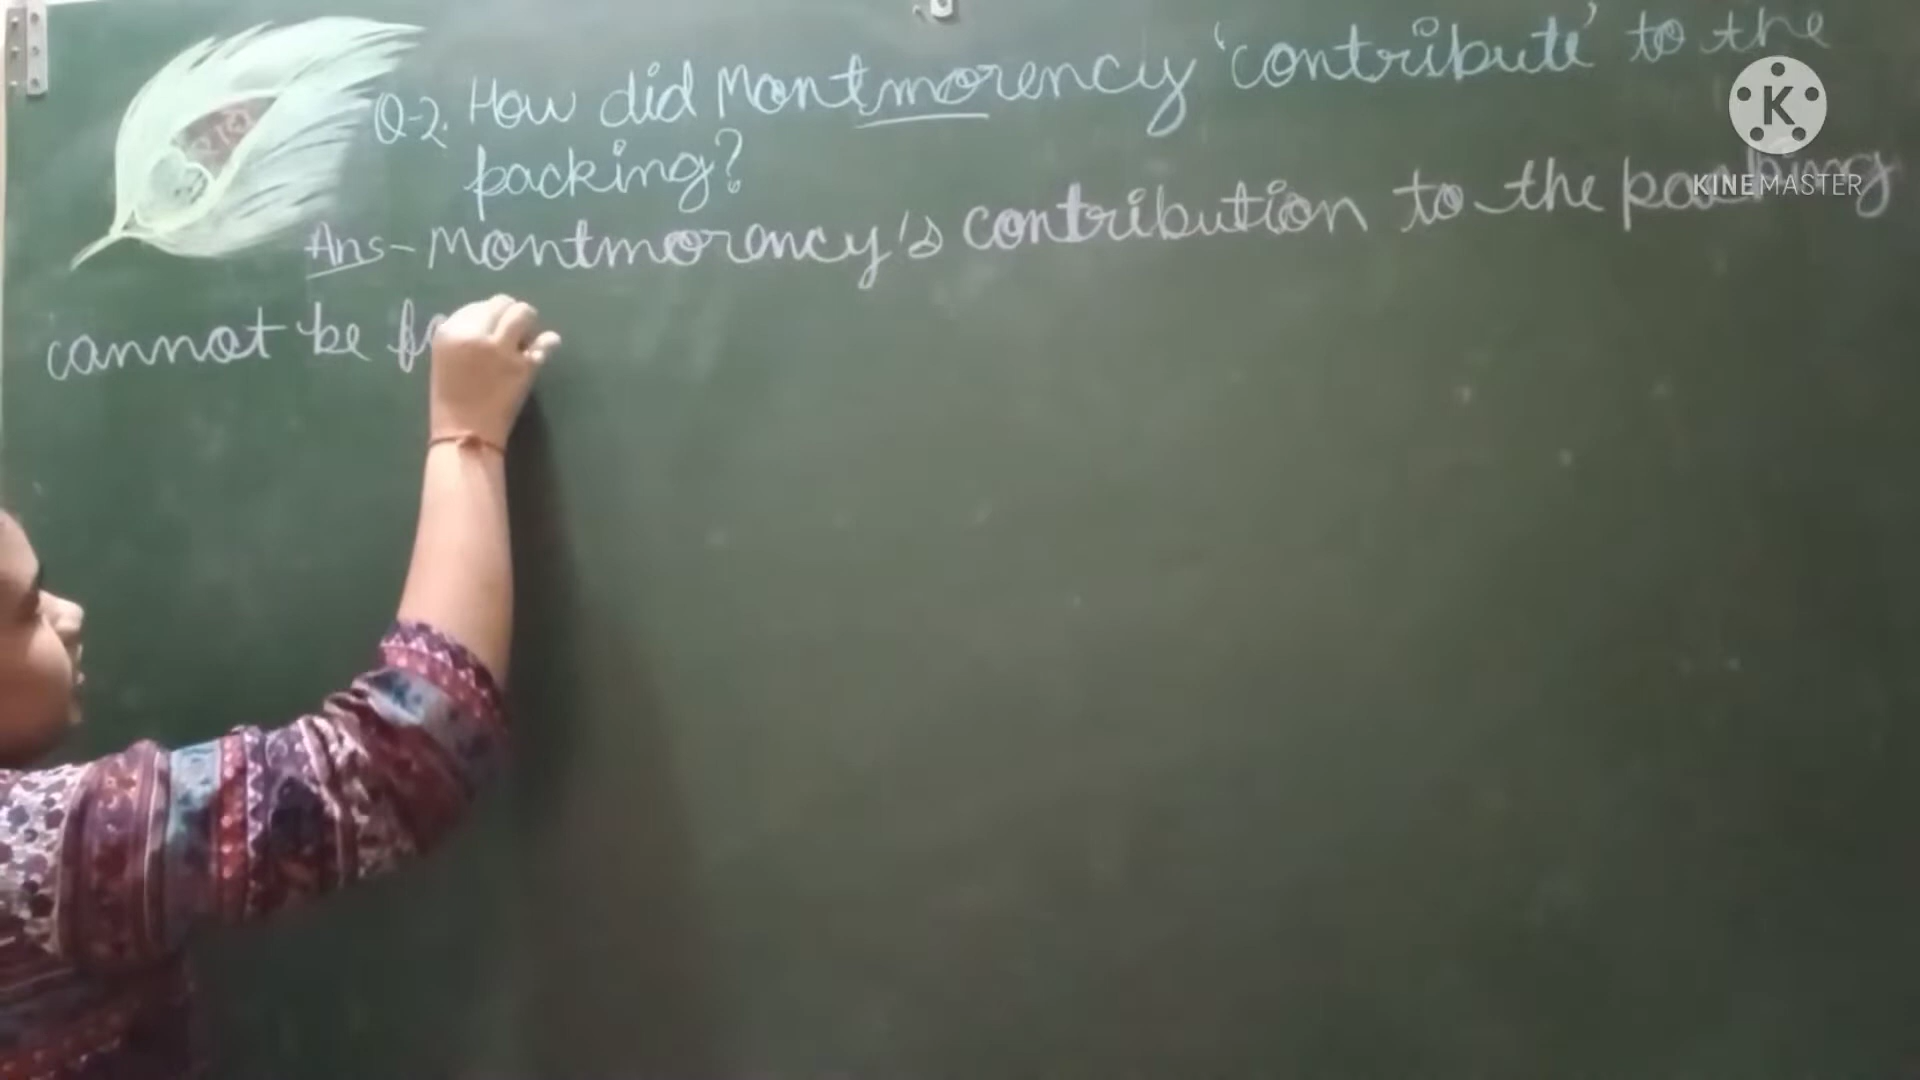 Q-2. How did Montmorency 'contribute' to the
packing?
Ans- Montmorency's contribution to the packing
cannot be
K
KINEMASTER